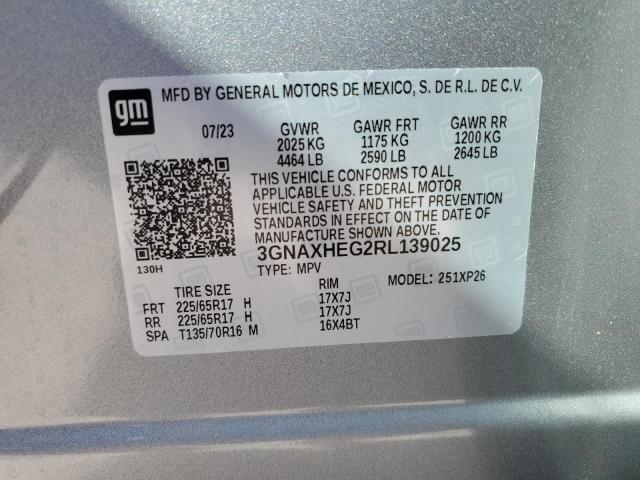 gm
MFD BY GENERAL MOTORS DE MEXICO, S. DE R.L. DE C.V.
07/23 GVWR GAWR FRT GAWR RR
2025 KG 1175 KG 1200 KG
4464 LB 2590 LB 2645 LB
THIS VEHICLE CONFORMS TO ALL
APPLICABLE U.S. FEDERAL MOTOR
VEHICLE SAFETY AND THEFT PREVENTION
STANDARDS IN EFFECT ON THE DATE OF
MANUFACTURE SHOWN ABOVE.
3GNAXHEG2RL139025
130H
TYPE: MPV MODEL: 251XP26
TIRE SIZE RIM
FRT 225/65R17 H 17X7J
RR 225/65R17 H 17X7J
SPA T135/70R16 M 16X4BT